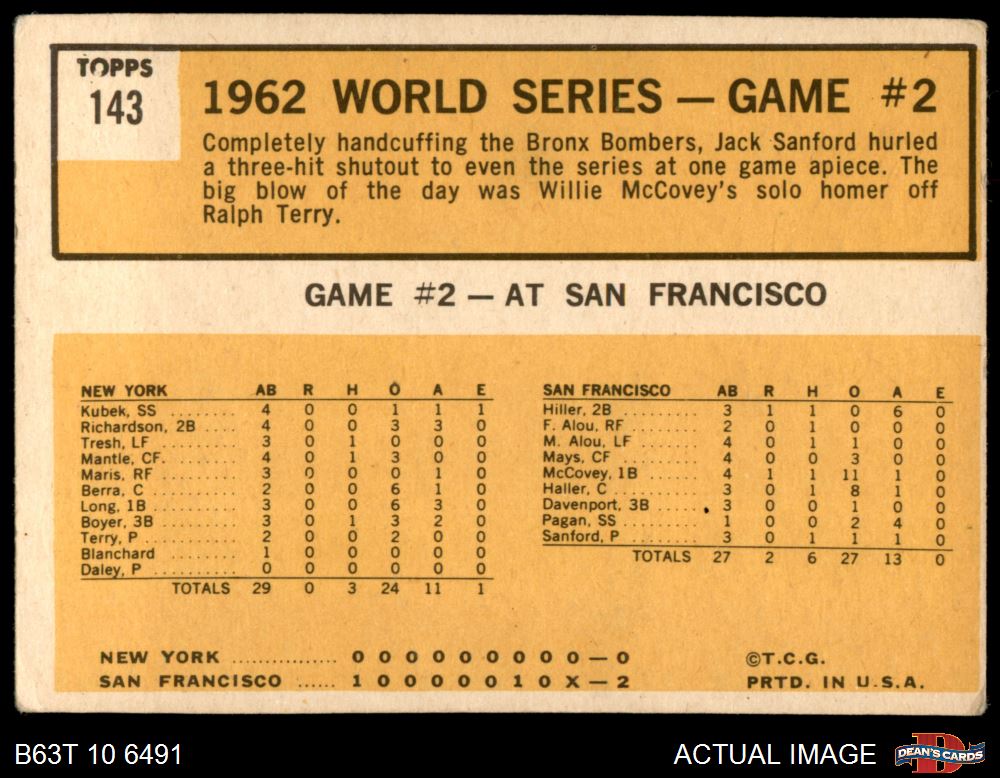 TOPPS
143
1962 WORLD SERIES — GAME #2
Completely handcuffing the Bronx Bombers, Jack Sanford hurled
a three-hit shutout to even the series at one game apiece. The
big blow of the day was Willie McCovey's solo homer off
Ralph Terry.
GAME #2 — AT SAN FRANCISCO
NEW YORK AB R H O A E
Kubek, SS ......... 4 0 0 1 1 1
Richardson, 2B .... 4 0 0 3 3 0
Tresh, LF .......... 3 0 1 0 0 0
Mantle, CF. ........ 4 0 1 3 0 0
Maris, RF .......... 3 0 0 0 1 0
Berra, C ........... 2 0 0 6 1 0
Long, 1B ........... 3 0 0 6 3 0
Boyer, 3B .......... 3 0 1 3 2 0
Terry, P ........... 2 0 0 2 0 0
Blanchard ......... 1 0 0 0 0 0
Daley, P ........... 0 0 0 0 0 0
TOTALS 29 0 3 24 11 1
SAN FRANCISCO AB R H O A E
Hiller, 2B .......... 3 1 1 0 6 0
F. Alou, RF ........ 2 0 1 0 0 0
M. Alou, LF ........ 4 0 1 1 0 0
Mays, CF .......... 4 0 0 3 0 0
McCovey, 1B ....... 4 1 1 11 1 0
Haller, C .......... 3 0 1 8 1 0
Davenport, 3B ...... 3 0 0 1 0 0
Pagan, SS ......... 1 0 0 2 4 0
Sanford, P ......... 3 0 1 1 1 0
TOTALS 27 2 6 27 13 0
NEW YORK ................ 0 0 0 0 0 0 0 0 0 — 0
SAN FRANCISCO ...... 1 0 0 0 0 0 1 0 X — 2
©T.C.G.
PRTD. IN U.S.A.
B63T 10 6491
ACTUAL IMAGE
DEAN'S CARDS